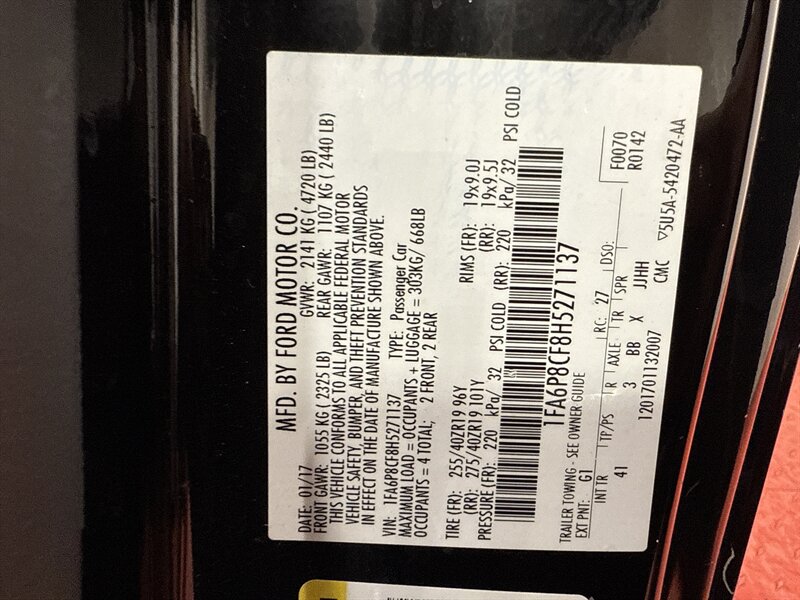 MFD. BY FORD MOTOR CO.
DATE: 01/17 GVWR: 2141 KG ( 4720 LB)
FRONT GAWR: 1055 KG ( 2325 LB) REAR GAWR: 1107 KG ( 2440 LB)
THIS VEHICLE CONFORMS TO ALL APPLICABLE FEDERAL MOTOR
VEHICLE SAFETY, BUMPER, AND THEFT PREVENTION STANDARDS
IN EFFECT ON THE DATE OF MANUFACTURE SHOWN ABOVE.
VIN: 1FA6P8CF8H5271137 TYPE: Passenger Car
MAXIMUM LOAD = OCCUPANTS + LUGGAGE = 303KG/ 668LB
OCCUPANTS = 4 TOTAL; 2 FRONT, 2 REAR
TIRE (FR): 255/40ZR19 96Y RIMS (FR): 19x9.0J
(RR): 275/40ZR19 101Y (RR): 19x9.5J
PRESSURE (FR): 220 kPa/ 32 PSI COLD (RR): 220 kPa/ 32 PSI COLD
1FA6P8CF8H5271137
TRAILER TOWING - SEE OWNER GUIDE F0070
EXT PNT: G1 RC: 27 DSO: R0142
INT TR TP/PS R AXLE TR SPR
41 3 BB X JJHH
1201701132007 CMC ▽5U5A-5420472-AA